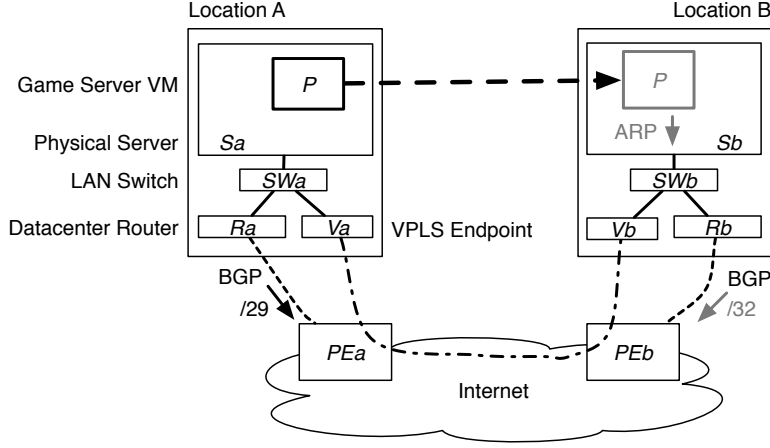 Location A
Location B
Game Server VM
P
P
ARP
Physical Server
Sa
Sb
LAN Switch
SWa
SWb
Datacenter Router
Ra
Va
VPLS Endpoint
Vb
Rb
BGP
/29
BGP
/32
PEa
PEb
Internet